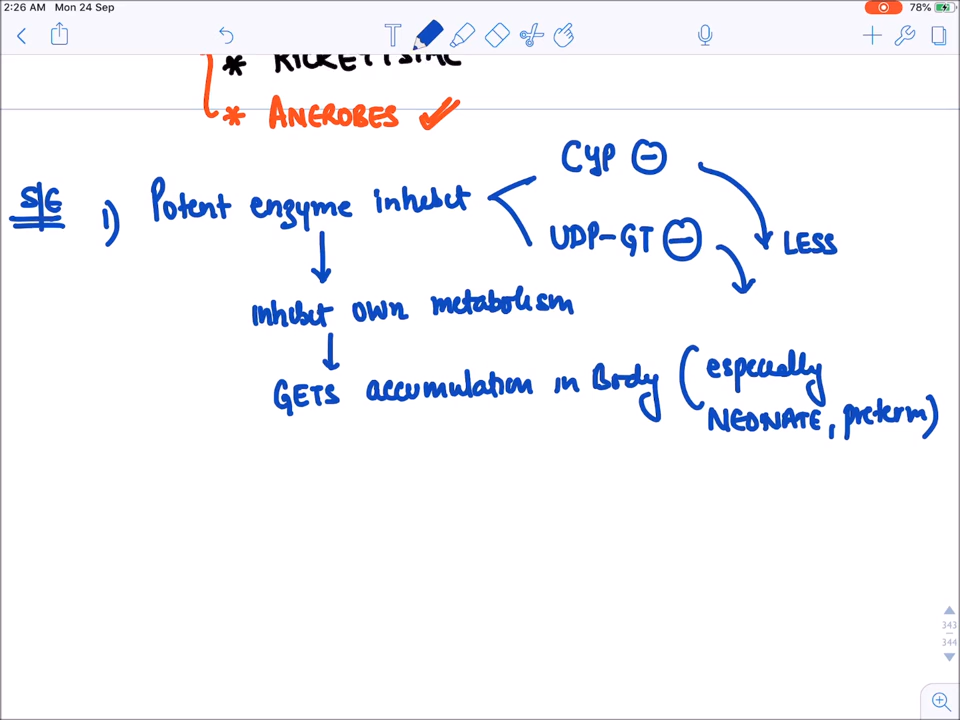 2:26 AM Mon 24 Sep
78%
T
* RICKETTSIAE
* ANEROBES ✓
S/E
1) Potent enzyme inhibit
CYP ⊖
UDP-GT ⊖
LESS
Inhibit own metabolism
GETS accumulation in Body (especially
NEONATE, preterm)
343
344